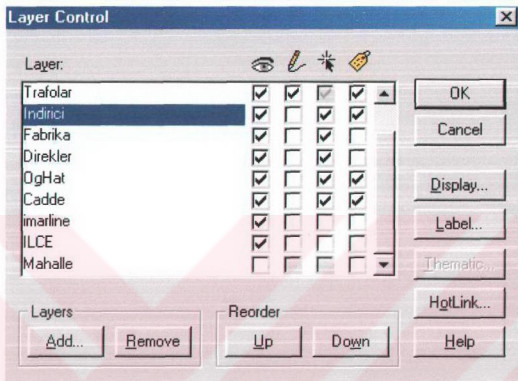 Layer Control
Layer:
Trafolar
Indirici
Fabrika
Direkler
OgHat
Cadde
imarline
ILCE
Mahalle
OK
Cancel
Display...
Label...
Thematic...
HotLink...
Help
Layers
Add...
Remove
Reorder
Up
Down